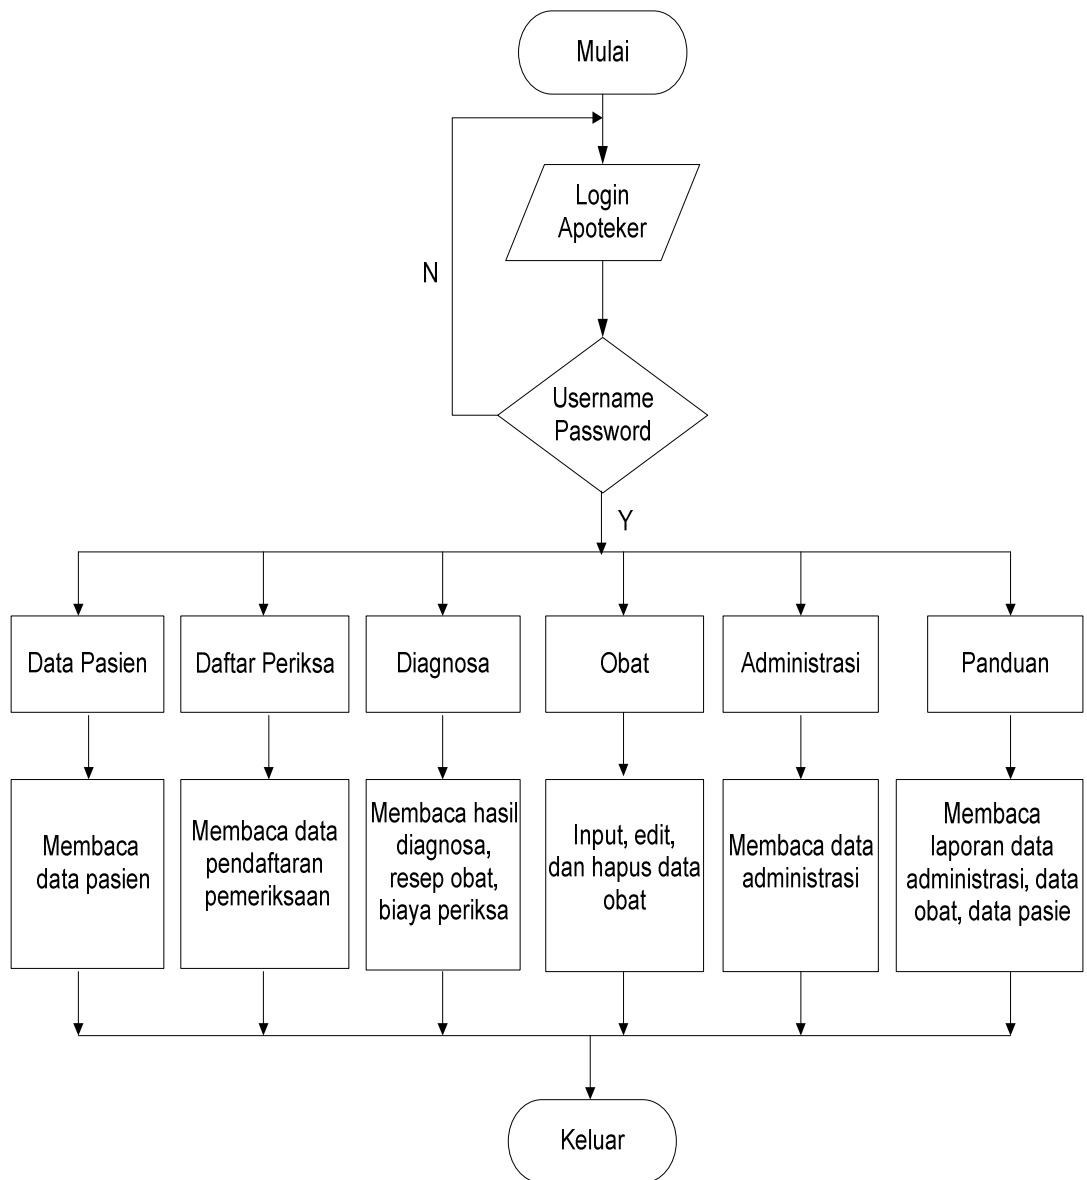 Mulai
Login
Apoteker
N
Username
Password
Y
Data Pasien
Daftar Periksa
Diagnosa
Obat
Administrasi
Panduan
Membaca
data pasien
Membaca data
pendaftaran
pemeriksaan
Membaca hasil
diagnosa,
resep obat,
biaya periksa
Input, edit,
dan hapus data
obat
Membaca data
administrasi
Membaca
laporan data
administrasi, data
obat, data pasie
Keluar